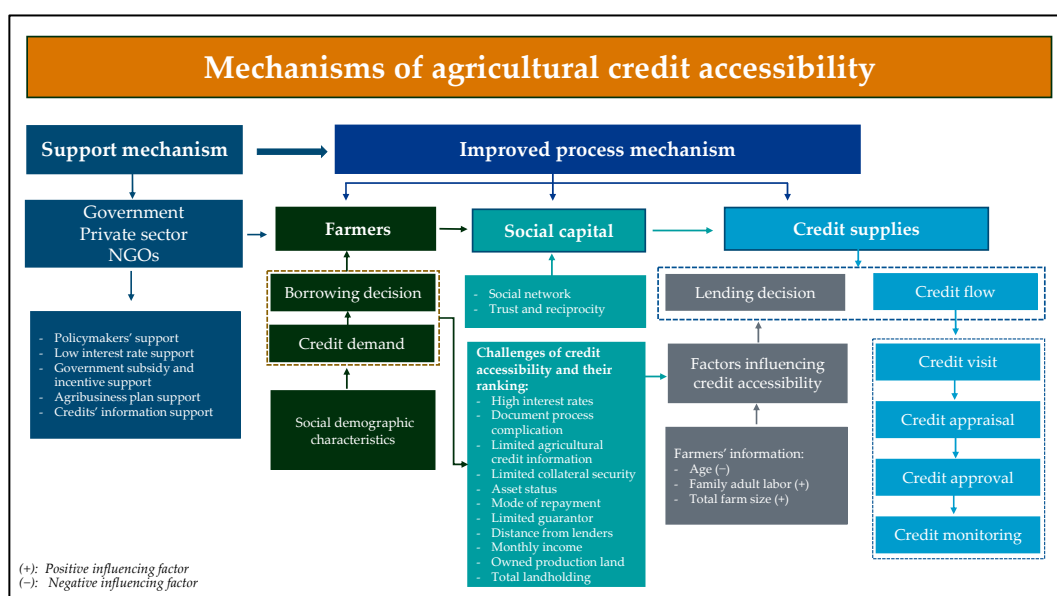 Mechanisms of agricultural credit accessibility
Support mechanism
Improved process mechanism
Government
Private sector
NGOs
Farmers
Social capital
Credit supplies
Borrowing decision
Credit demand
- Social network
- Trust and reciprocity
Lending decision
Credit flow
- Policymakers' support
- Low interest rate support
- Government subsidy and
incentive support
- Agribusiness plan support
- Credits' information support
Social demographic
characteristics
Challenges of credit
accessibility and their
ranking:
- High interest rates
- Document process
complication
- Limited agricultural
credit information
- Limited collateral security
- Asset status
- Mode of repayment
- Limited guarantor
- Distance from lenders
- Monthly income
- Owned production land
- Total landholding
Factors influencing
credit accessibility
Farmers' information:
- Age (−)
- Family adult labor (+)
- Total farm size (+)
Credit visit
Credit appraisal
Credit approval
Credit monitoring
(+): Positive influencing factor
(−): Negative influencing factor